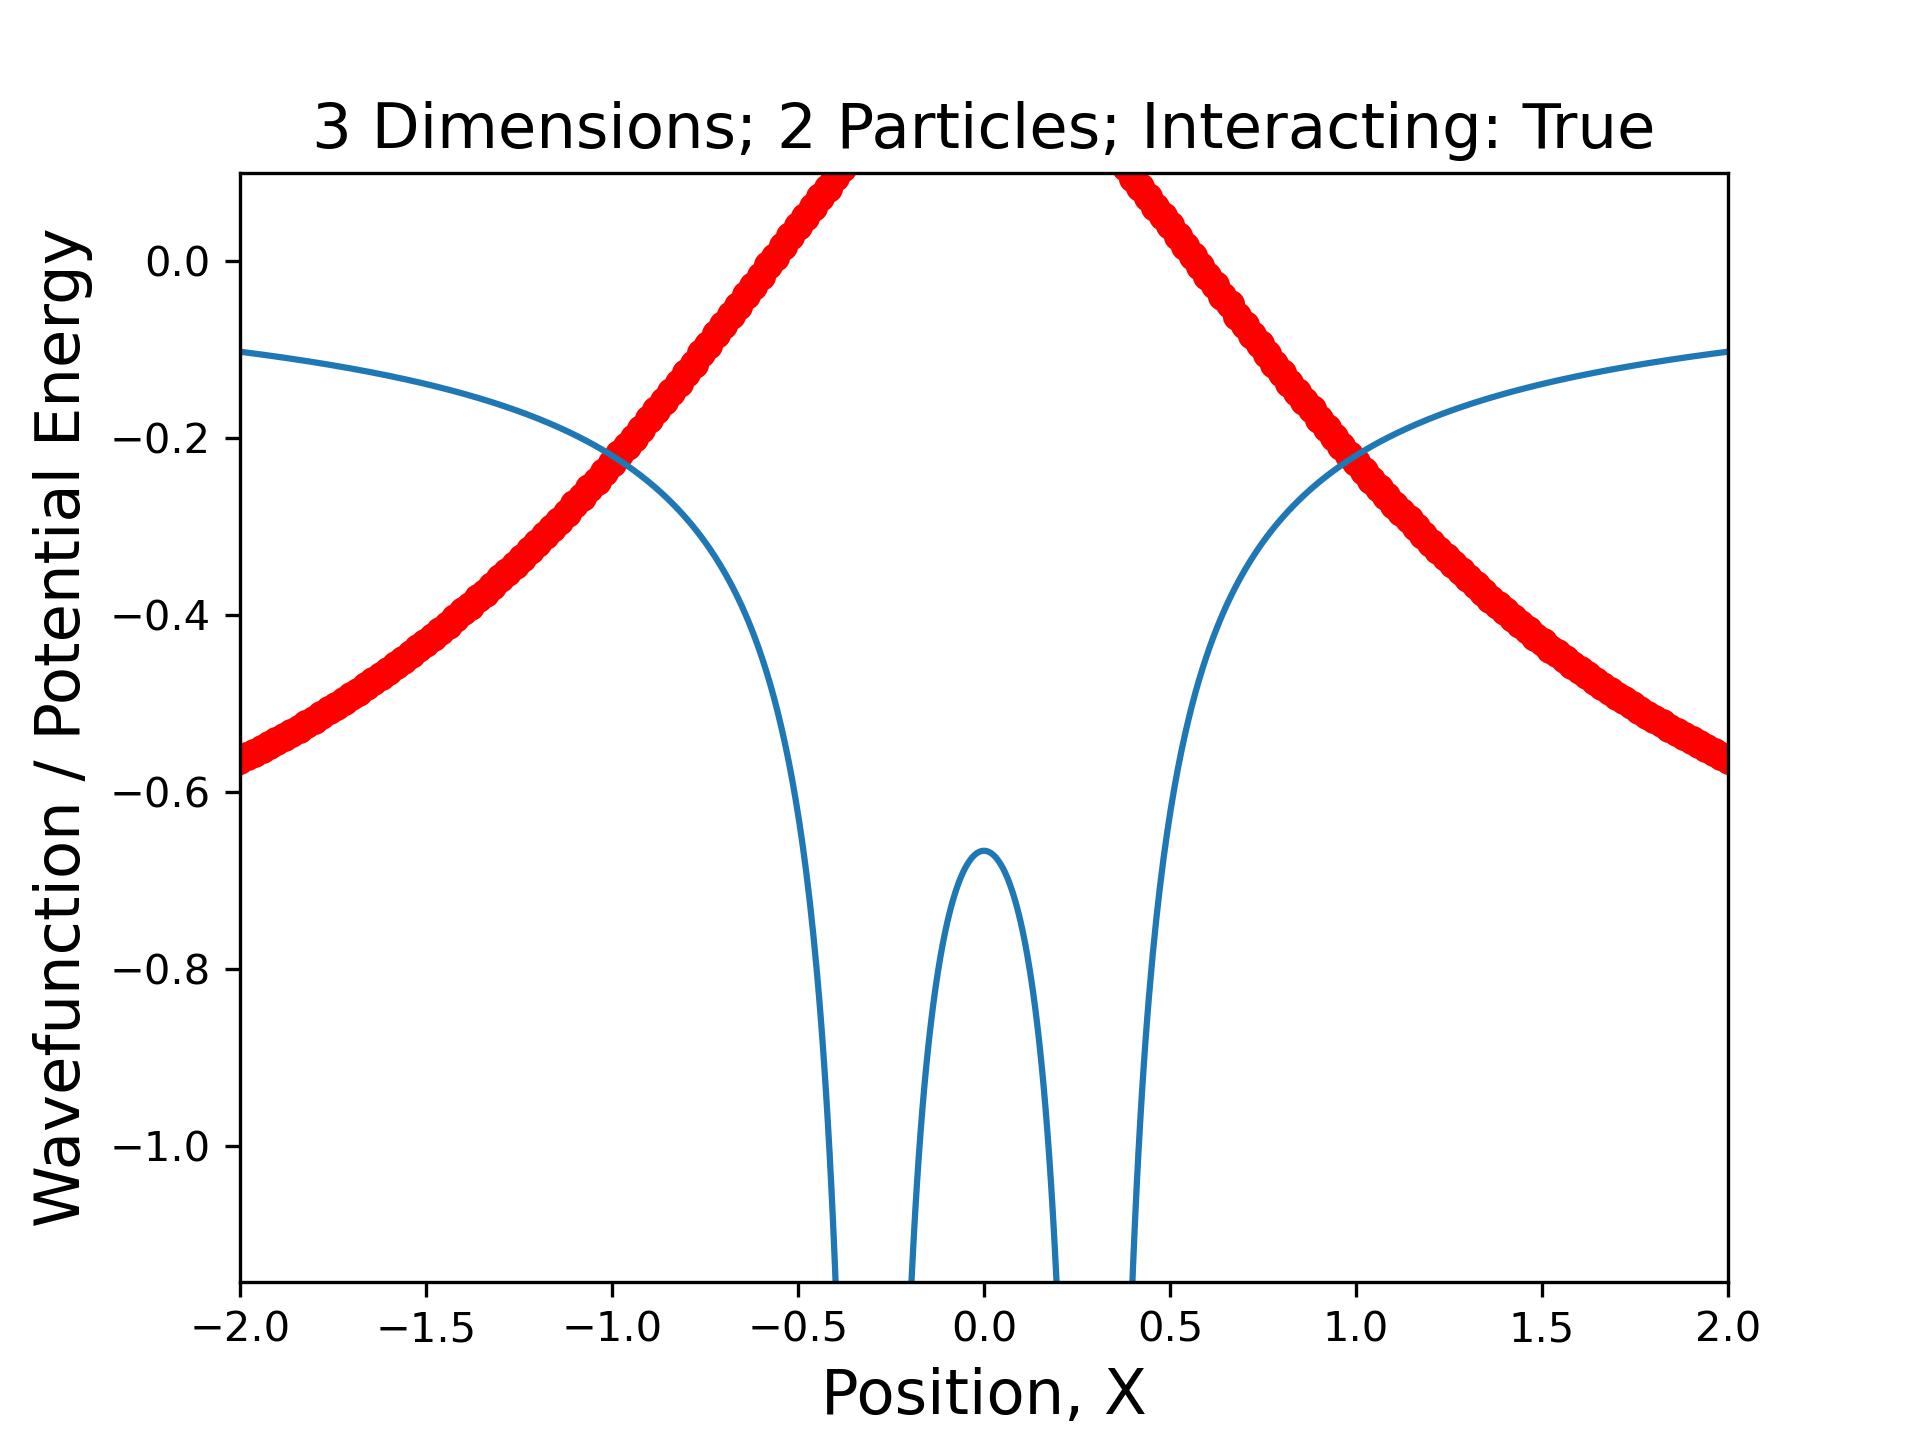 3 Dimensions; 2 Particles; Interacting: True
Wavefunction / Potential Energy
0.0
−0.2
−0.4
−0.6
−0.8
−1.0
−2.0 −1.5 −1.0 −0.5 0.0 0.5 1.0 1.5 2.0
Position, X